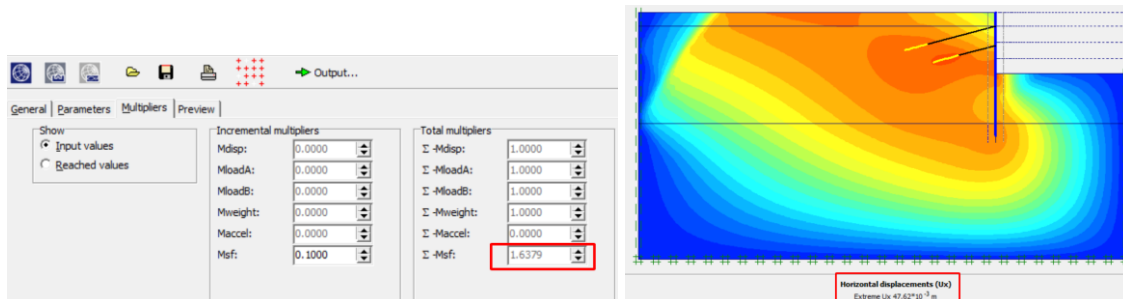 Output...
General Parameters Multipliers Preview
Show
Input values
Reached values
Incremental multipliers
Mdisp: 0.0000
MloadA: 0.0000
MloadB: 0.0000
Mweight: 0.0000
Maccel: 0.0000
Msf: 0.1000
Total multipliers
Σ -Mdisp: 1.0000
Σ -MloadA: 1.0000
Σ -MloadB: 1.0000
Σ -Mweight: 1.0000
Σ -Maccel: 0.0000
Σ -Msf: 1.6379
Horizontal displacements (Ux)
Extreme Ux 47.62*10⁻³ m